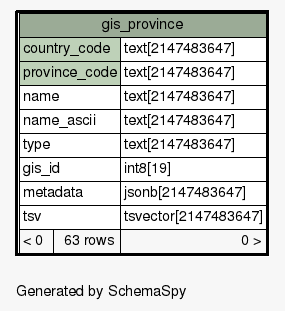 gis_province
country_code text[2147483647]
province_code text[2147483647]
name text[2147483647]
name_ascii text[2147483647]
type text[2147483647]
gis_id int8[19]
metadata jsonb[2147483647]
tsv tsvector[2147483647]
< 0 63 rows 0 >
Generated by SchemaSpy